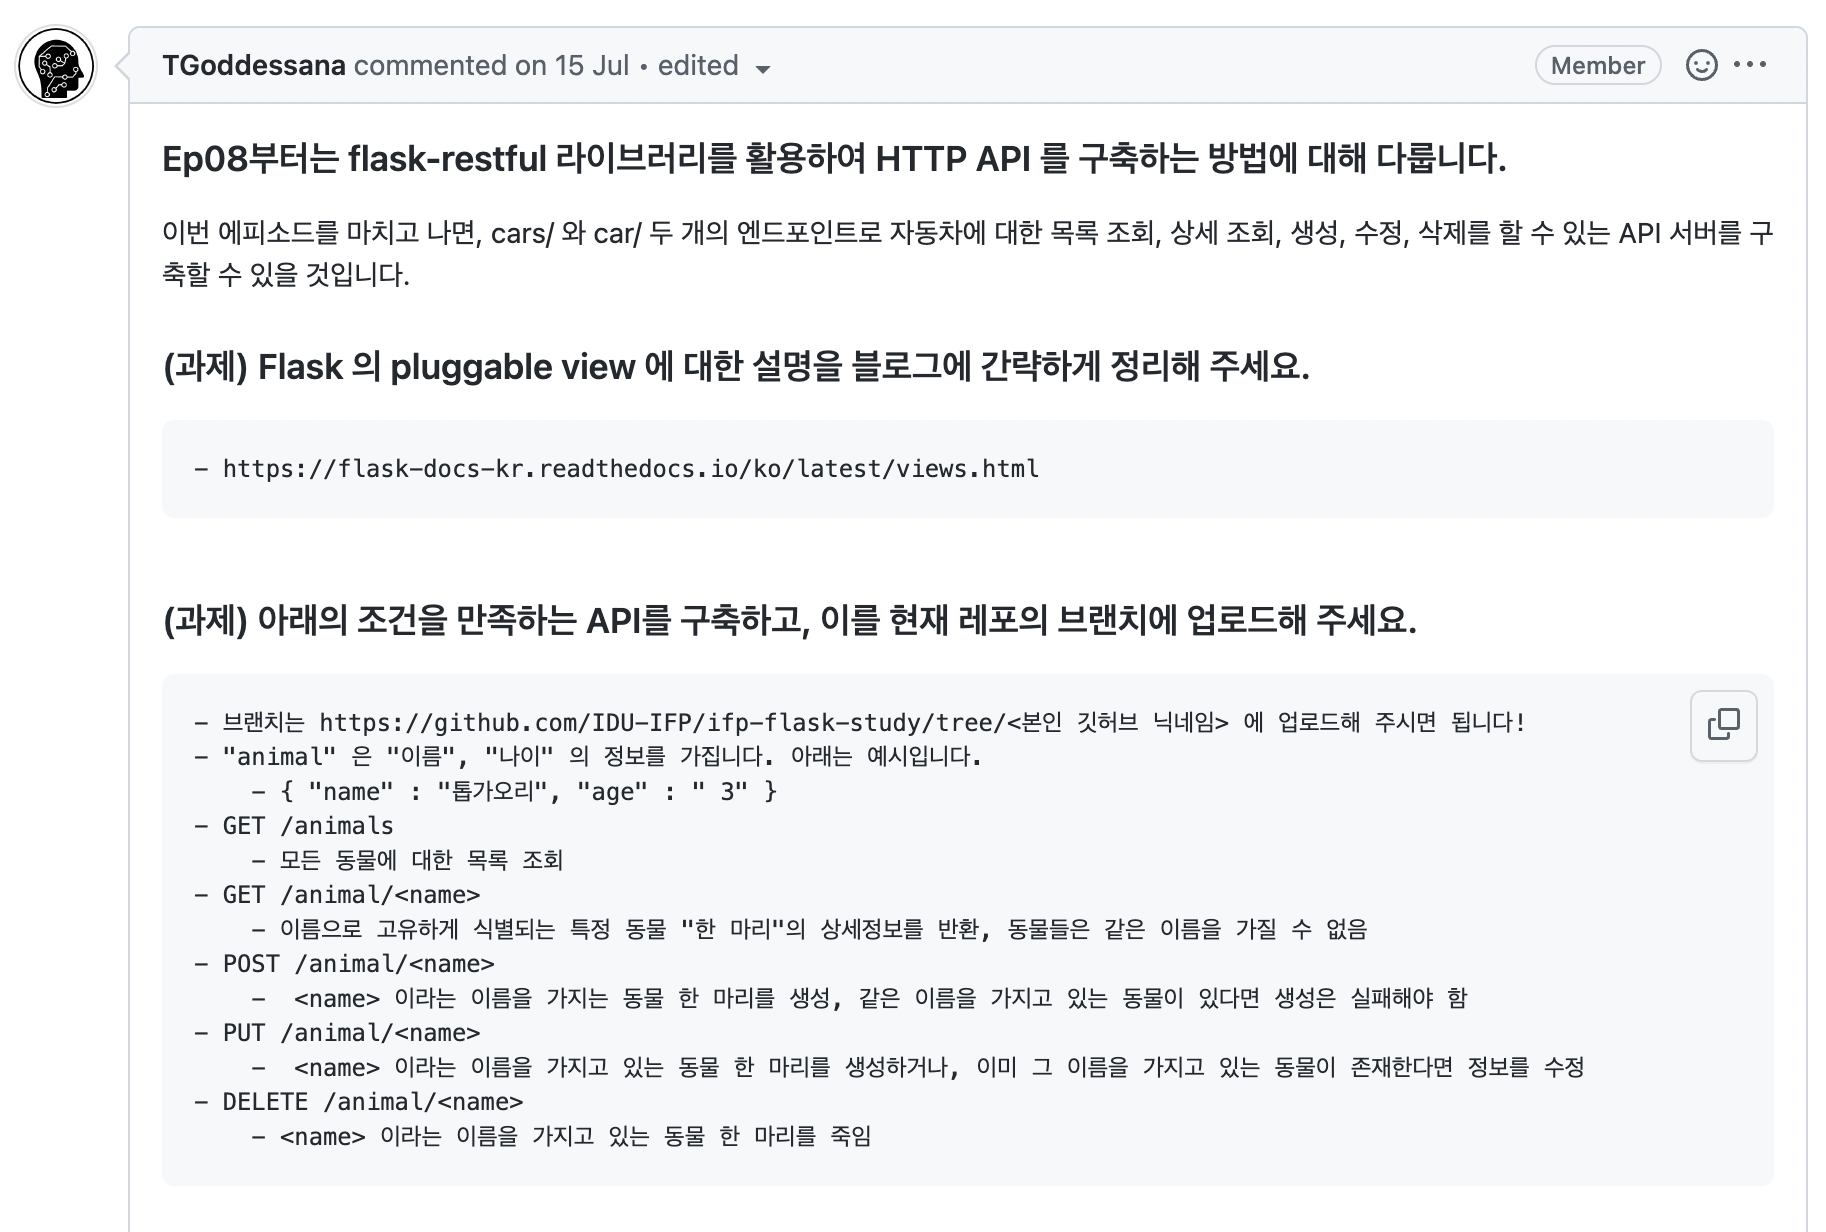 TGoddessana commented on 15 Jul • edited
Member
Ep08부터는 flask-restful 라이브러리를 활용하여 HTTP API 를 구축하는 방법에 대해 다룹니다.
이번 에피소드를 마치고 나면, cars/ 와 car/ 두 개의 엔드포인트로 자동차에 대한 목록 조회, 상세 조회, 생성, 수정, 삭제를 할 수 있는 API 서버를 구
축할 수 있을 것입니다.
(과제) Flask 의 pluggable view 에 대한 설명을 블로그에 간략하게 정리해 주세요.
- https://flask-docs-kr.readthedocs.io/ko/latest/views.html
(과제) 아래의 조건을 만족하는 API를 구축하고, 이를 현재 레포의 브랜치에 업로드해 주세요.
- 브랜치는 https://github.com/IDU-IFP/ifp-flask-study/tree/<본인 깃허브 닉네임> 에 업로드해 주시면 됩니다!
- "animal" 은 "이름", "나이" 의 정보를 가집니다. 아래는 예시입니다.
    - { "name" : "톱가오리", "age" : " 3" }
- GET /animals
    - 모든 동물에 대한 목록 조회
- GET /animal/<name>
    - 이름으로 고유하게 식별되는 특정 동물 "한 마리"의 상세정보를 반환, 동물들은 같은 이름을 가질 수 없음
- POST /animal/<name>
    -  <name> 이라는 이름을 가지는 동물 한 마리를 생성, 같은 이름을 가지고 있는 동물이 있다면 생성은 실패해야 함
- PUT /animal/<name>
    -  <name> 이라는 이름을 가지고 있는 동물 한 마리를 생성하거나, 이미 그 이름을 가지고 있는 동물이 존재한다면 정보를 수정
- DELETE /animal/<name>
    - <name> 이라는 이름을 가지고 있는 동물 한 마리를 죽임